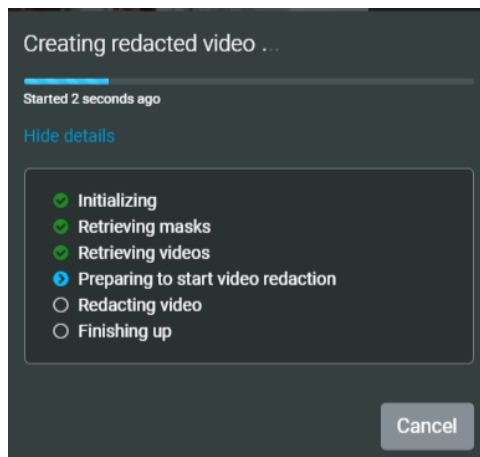 Creating redacted video ...
Started 2 seconds ago
Hide details
Initializing
Retrieving masks
Retrieving videos
Preparing to start video redaction
Redacting video
Finishing up
Cancel